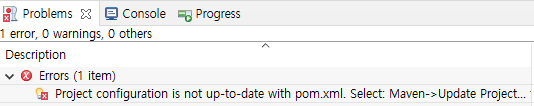 Problems Console Progress
1 error, 0 warnings, 0 others
Description
Errors (1 item)
Project configuration is not up-to-date with pom.xml. Select: Maven->Update Project...